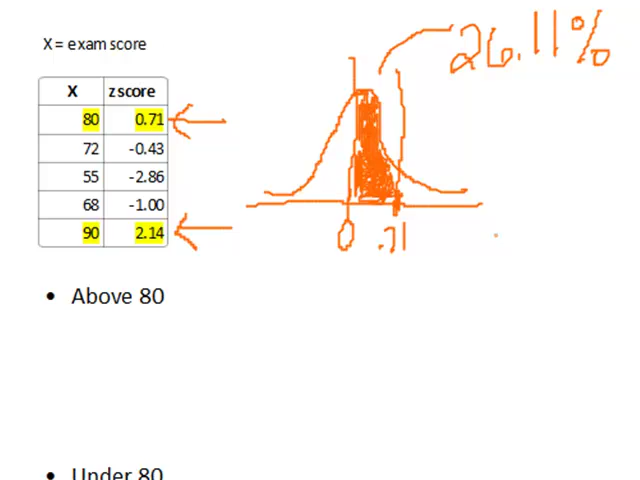 X = exam score
26.11%
X z score
80 0.71
72 -0.43
55 -2.86
68 -1.00
90 2.14
0 .71
• Above 80
• Under 80